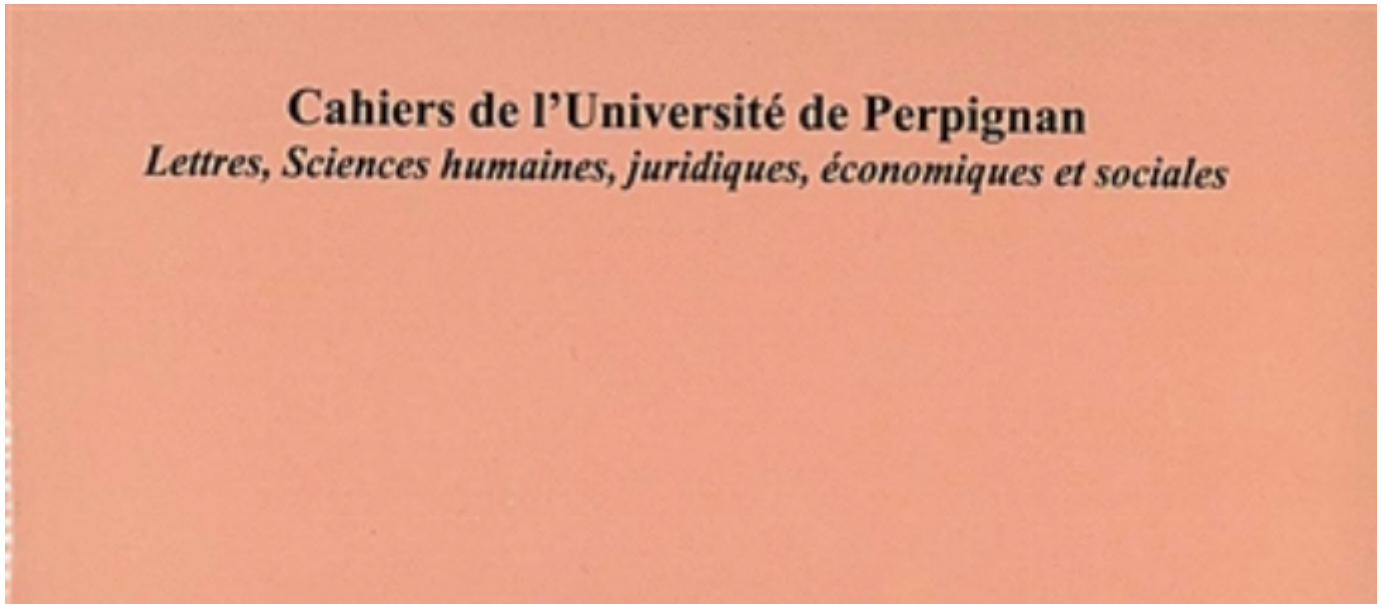 Cahiers de l'Université de Perpignan
Lettres, Sciences humaines, juridiques, économiques et sociales